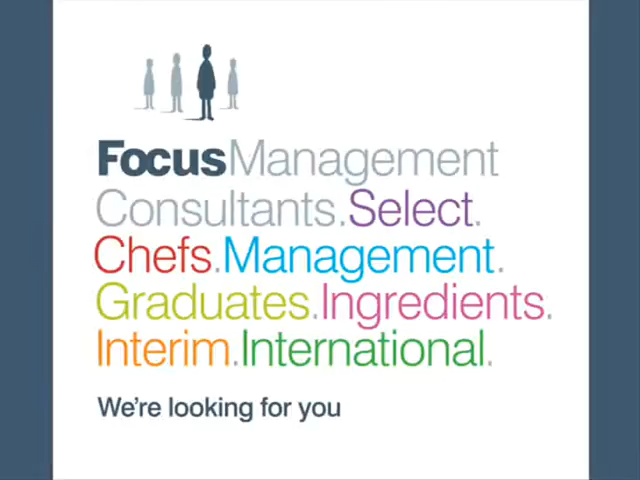 FocusManagement
Consultants.Select.
Chefs.Management.
Graduates.Ingredients.
Interim.International.
We're looking for you